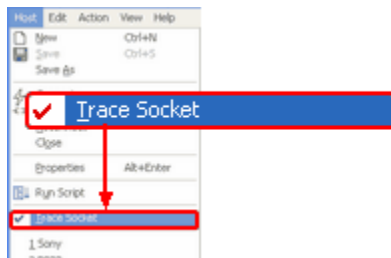 Host Edit Action View Help
New Ctrl+N
Save Ctrl+S
Save As
Trace Socket
Close
Properties Alt+Enter
Run Script
Trace Socket
1 Sony